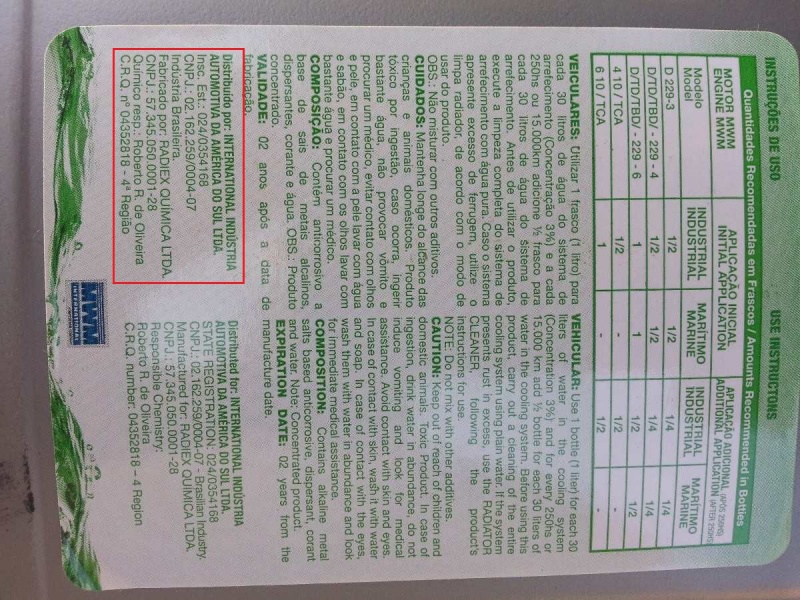 INSTRUÇÕES DE USO
USE INSTRUCTONS
Quantidades Recomendadas em Frascos / Amounts Recommended in Bottles
MOTOR MWM
ENGINE MWM
APLICAÇÃO INICIAL
INITIAL APPLICATION
APLICAÇÃO ADICIONAL (APÓS 250HS)
ADDITIONAL APPLICATION (AFTER 250HS)
Modelo
Model
INDUSTRIAL
INDUSTRIAL
MARÍTIMO
MARINE
INDUSTRIAL
INDUSTRIAL
MARÍTIMO
MARINE
D 229-3 1/2 1 1/4 1/4
D/TD/TBD - 229 - 4 1/2 1/2 1/4 1/4
D/TD/TBD - 229 - 6 1 1 1/2 1/2
4 10 / TCA 1/2 - 1/2 -
6 10 / TCA 1 - 1/2 -
VEICULARES: Utilizar 1 frasco (1 litro) para
cada 30 litros de água do sistema de
arrefecimento (Concentração 3%) e a cada
250hs ou 15.000km adicione ½ frasco para
cada 30 litros de água do sistema de
arrefecimento. Antes de utilizar o produto,
execute a limpeza completa do sistema de
arrefecimento com água pura. Caso o sistema
apresente excesso de ferrugem, utilize o
limpa radiador, de acordo com o modo de
usar do produto.
OBS.: Não misturar com outros aditivos.
CUIDADOS: Mantenha longe do alcance das
crianças e animais domésticos. Produto
tóxico por ingestão, caso ocorra, ingerir
bastante água, não provocar vômito e
procurar um médico, evitar contato com olhos
e pele, em contato com a pele lavar com água
e sabão, em contato com os olhos lavar com
bastante água e procurar um médico.
COMPOSIÇÃO: Contém anticorrosivo a
base de sais de metais alcalinos,
dispersantes, corante e água. OBS.: Produto
concentrado.
VALIDADE: 02 anos após a data de
fabricação.
Distribuído por: INTERNATIONAL INDÚSTRIA
AUTOMOTIVA DA AMÉRICA DO SUL LTDA.
Insc. Est.: 024/0354168
CNPJ.: 02.162.259/0004-07
Indústria Brasileira.
Fabricado por: RADIEX QUÍMICA LTDA.
CNPJ.: 57.345.050.0001-28
Químico resp.: Roberto R. de Oliveira
C.R.Q. nº 04352818 - 4ª Região
VEHICULAR: Use 1 bottle (1 liter) for each 30
liters of water in the cooling system
(Concentration 3%) and for every 250hs or
15.000 km add ½ bottle for each 30 liters of
water in the cooling system. Before using this
product, carry out a cleaning of the entire
cooling system using plain water. If the system
presents rust in excess, use the RADIATOR
CLEANER, following the product's
instructions for use.
NOTE: Do not mix with other additives.
CAUTION: Keep out of reach of children and
domestic animals. Toxic Product. In case of
ingestion, drink water in abundance, do not
induce vomiting and look for medical
assistance. Avoid contact with skin and eyes.
In case of contact with skin, wash it with water
and soap. In case of contact with the eyes,
wash them with water in abundance and look
for immediate medical assistance.
COMPOSITION: Contains alkaline metal
salts based anticorrosive, dispersant, corant
and water. Note: Concentrated product.
EXPIRATION DATE: 02 years from the
manufacture date.
Distributed for: INTERNATIONAL INDÚSTRIA
AUTOMOTIVA DA AMÉRICA DO SUL LTDA.
STATE REGISTRATION: 024/0354168
CNPJ.: 02.162.259/0004-07 - Brasilian Industry.
Manufactured for: RADIEX QUÍMICA LTDA.
CNPJ.: 57.345.050.0001-28
Responsible Chemistry:
Roberto R. de Oliveira
C.R.Q. number: 04352818 - 4 Region
MWM
INTERNATIONAL